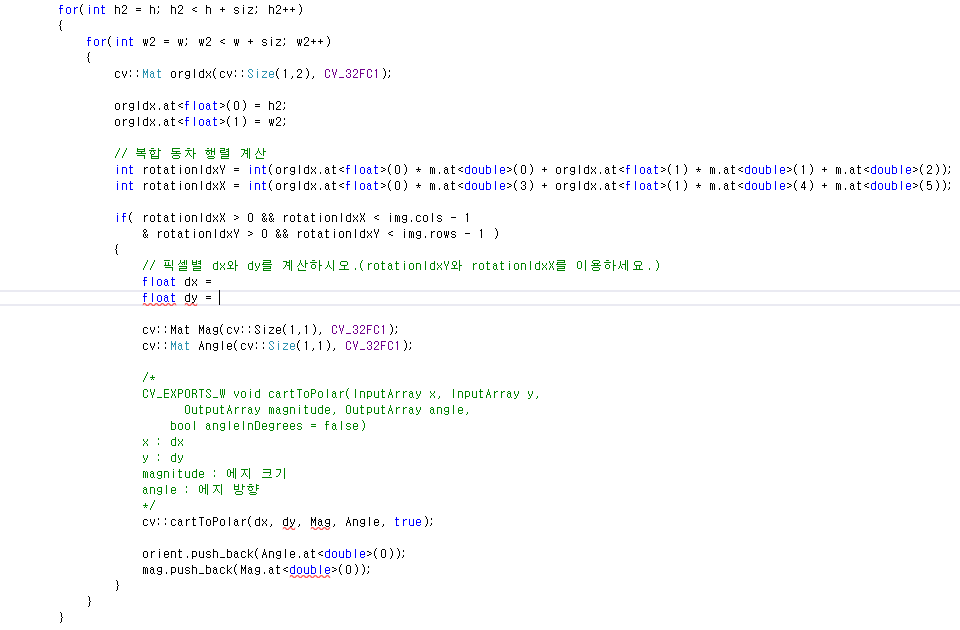 for(int h2 = h; h2 < h + siz; h2++)
{
for(int w2 = w; w2 < w + siz; w2++)
{
cv::Mat orgIdx(cv::Size(1,2), CV_32FC1);
orgIdx.at<float>(0) = h2;
orgIdx.at<float>(1) = w2;
// 복합 동차 행렬 계산
int rotationIdxY = int(orgIdx.at<float>(0) * m.at<double>(0) + orgIdx.at<float>(1) * m.at<double>(1) + m.at<double>(2));
int rotationIdxX = int(orgIdx.at<float>(0) * m.at<double>(3) + orgIdx.at<float>(1) * m.at<double>(4) + m.at<double>(5));
if( rotationIdxX > 0 && rotationIdxX < img.cols - 1
& rotationIdxY > 0 && rotationIdxY < img.rows - 1 )
{
// 픽셀별 dx와 dy를 계산하시오.(rotationIdxY와 rotationIdxX를 이용하세요.)
float dx =
float dy =
cv::Mat Mag(cv::Size(1,1), CV_32FC1);
cv::Mat Angle(cv::Size(1,1), CV_32FC1);
/*
CV_EXPORTS_W void cartToPolar(InputArray x, InputArray y,
OutputArray magnitude, OutputArray angle,
bool angleInDegrees = false)
x : dx
y : dy
magnitude : 에지 크기
angle : 에지 방향
*/
cv::cartToPolar(dx, dy, Mag, Angle, true);
orient.push_back(Angle.at<double>(0));
mag.push_back(Mag.at<double>(0));
}
}
}